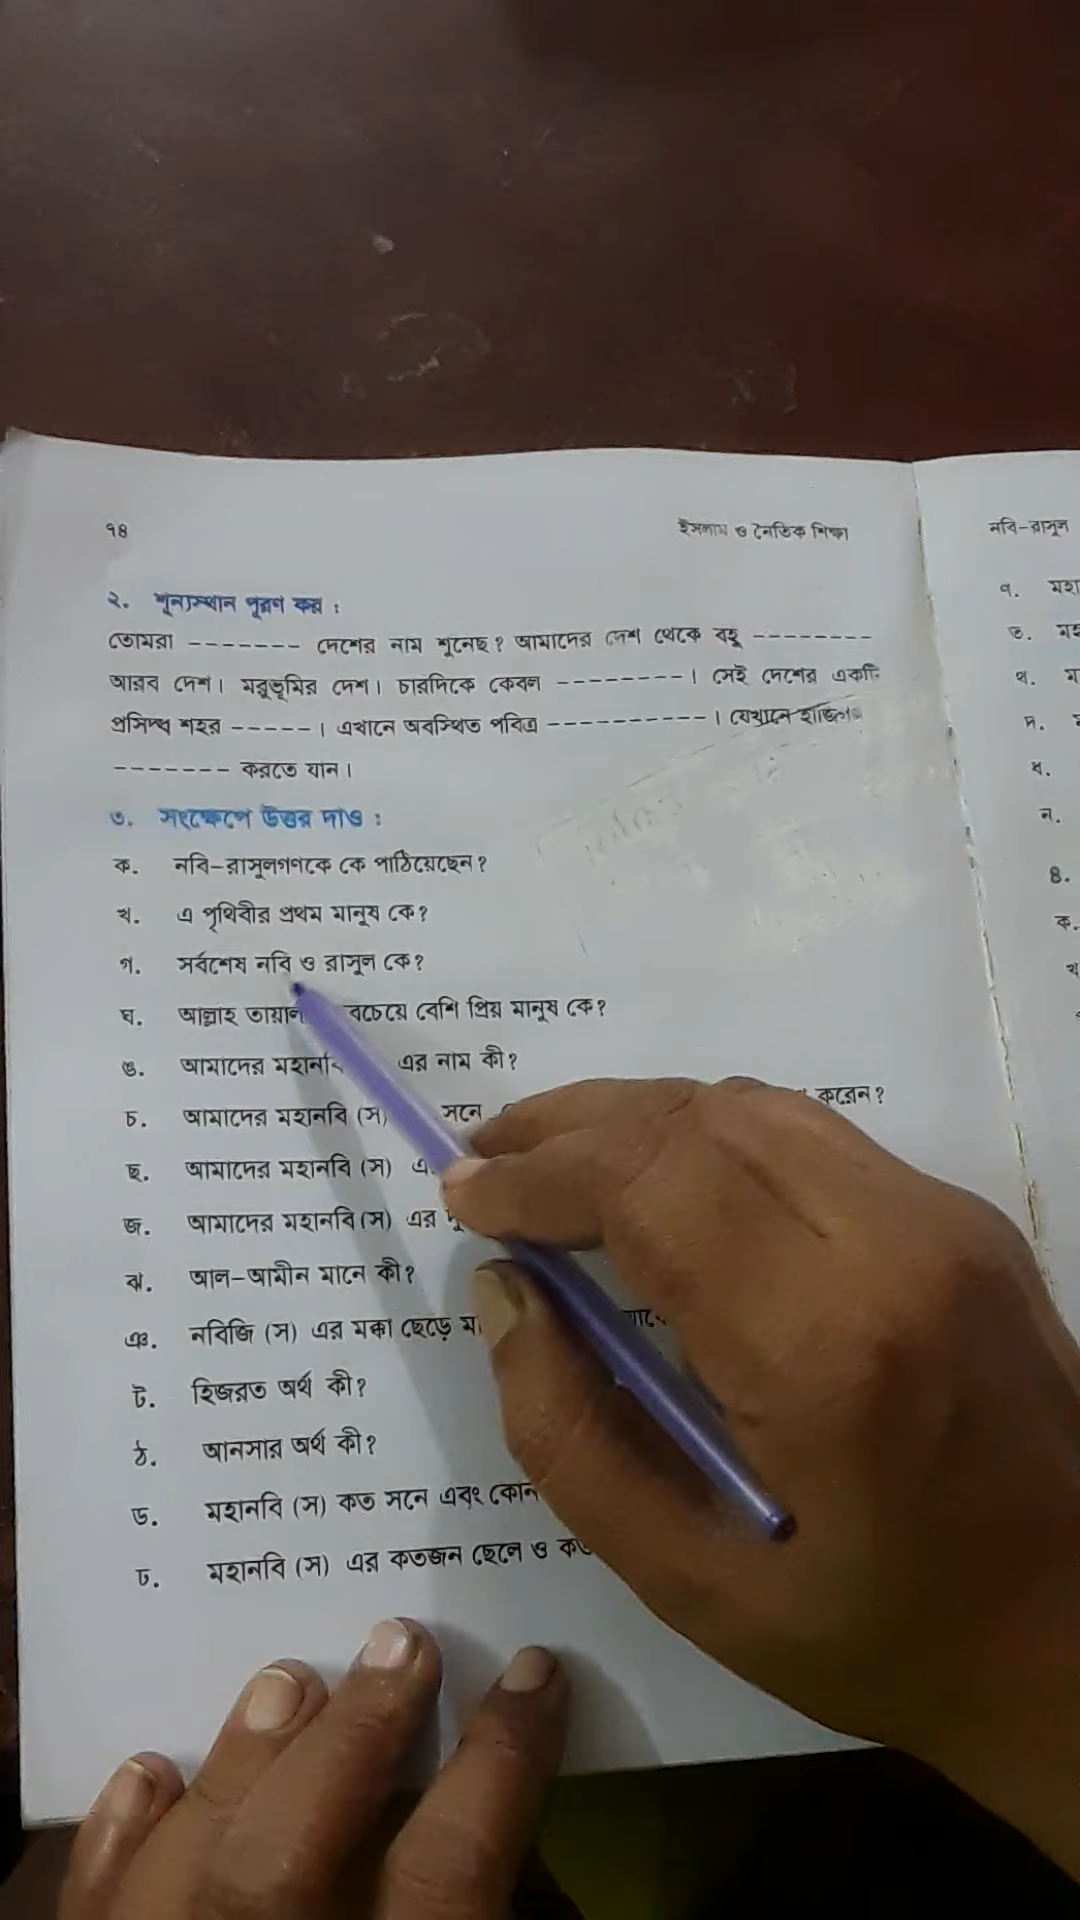 ৭৪
ইসলাম ও নৈতিক শিক্ষা
২. শূন্যস্থান পূরণ কর :
তোমরা ------- দেশের নাম শুনেছ? আমাদের দেশ থেকে বহু --------
আরব দেশ। মরুভূমির দেশ। চারদিকে কেবল ---------। সেই দেশের একটি
প্রসিদ্ধ শহর -----। এখানে অবস্থিত পবিত্র -----------। যেখানে হাজিগণ
------- করতে যান।
৩. সংক্ষেপে উত্তর দাও :
ক. নবি-রাসুলগণকে কে পাঠিয়েছেন?
খ. এ পৃথিবীর প্রথম মানুষ কে?
গ. সর্বশেষ নবি ও রাসুল কে?
ঘ. আল্লাহ বেশি প্রিয় মানুষ কে?
ঙ. আমাদের এর নাম কী?
চ. আমাদের মহানবি (স) সনে করেন?
ছ. আমাদের মহানবি (স)
জ. আমাদের মহানবি (স) এর
ঝ. আল-আমীন মানে কী?
ঞ. নবিজি (স) এর মক্কা ছেড়ে
ট. হিজরত অর্থ কী?
ঠ. আনসার অর্থ কী?
ড. মহানবি (স) কত সনে এবং কোন
ঢ. মহানবি (স) এর কতজন ছেলে ও
নবি-রাসুল
ণ.
ত.
থ.
দ.
ধ.
ন.
৪.
ক.
খ